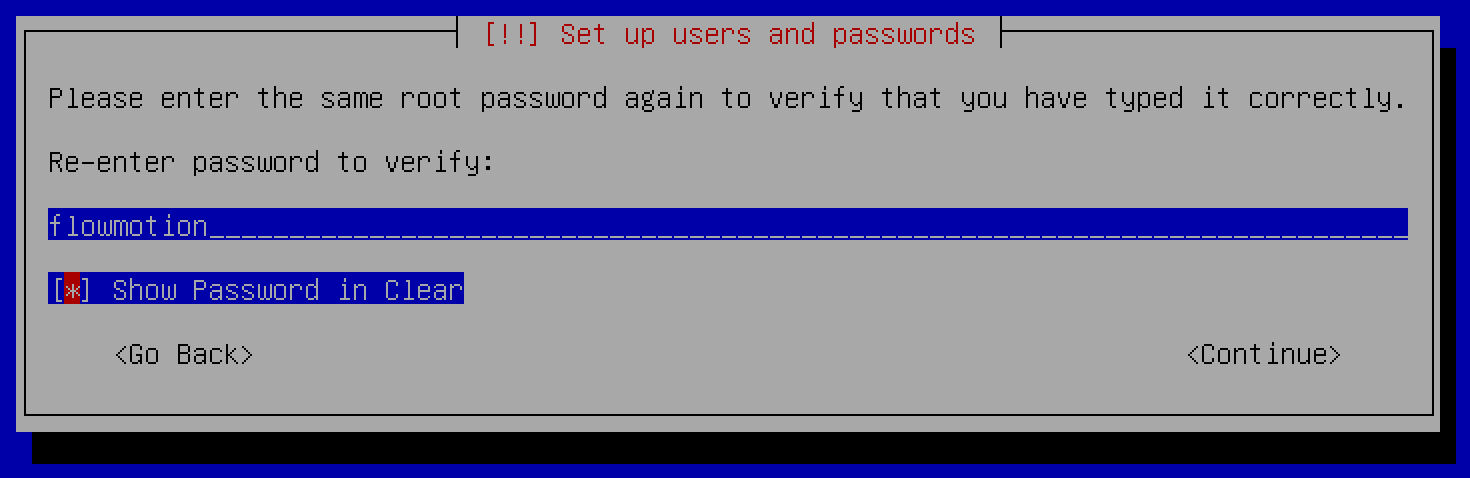 [!!] Set up users and passwords
Please enter the same root password again to verify that you have typed it correctly.
Re-enter password to verify:
flowmotion___________________________________________________________________________
[*] Show Password in Clear
<Go Back> <Continue>